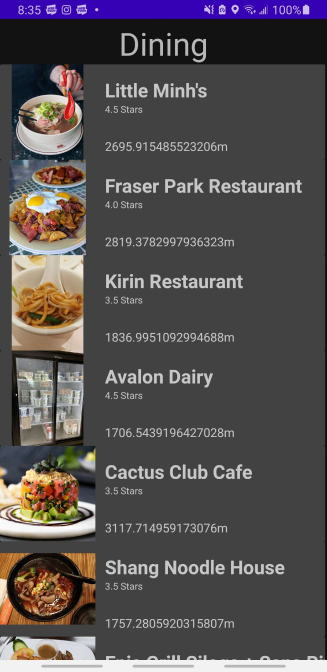 8:35
100%
Dining
Little Minh's
4.5 Stars
2695.915485523206m
Fraser Park Restaurant
4.0 Stars
2819.3782997936323m
Kirin Restaurant
3.5 Stars
1836.9951092994688m
Avalon Dairy
4.5 Stars
1706.5439196427028m
Cactus Club Cafe
3.5 Stars
3117.714959173076m
Shang Noodle House
3.5 Stars
1757.2805920315807m